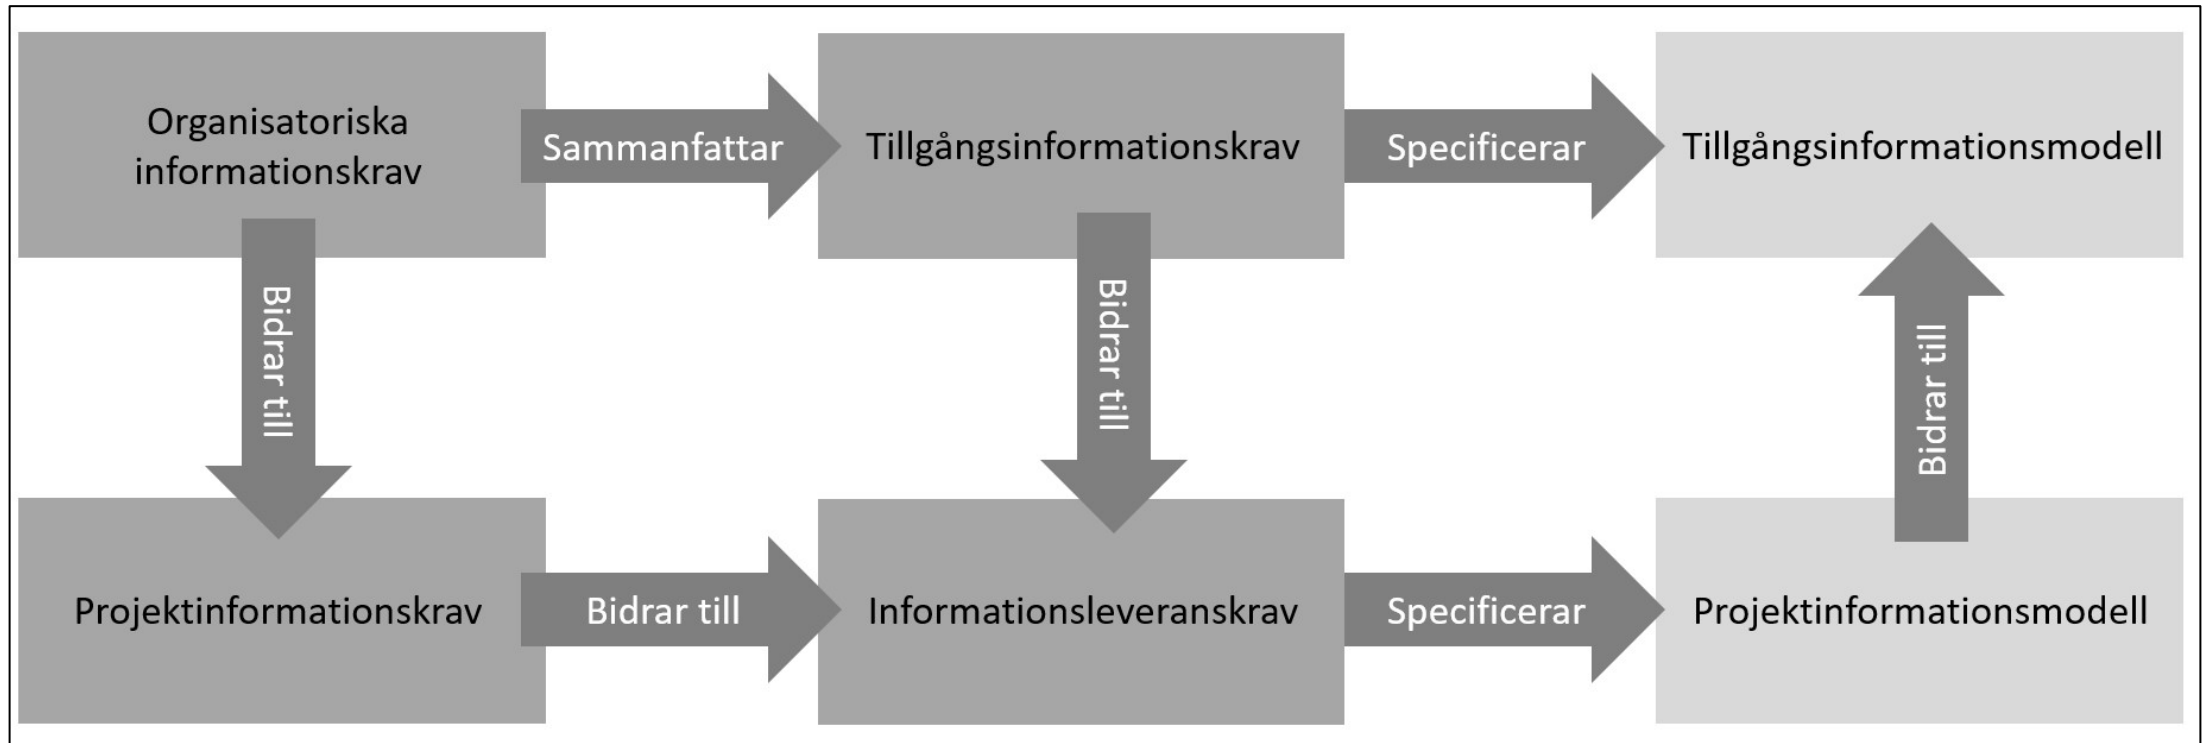 Organisatoriska
informationskrav
Sammanfattar
Tillgångsinformationskrav
Specificerar
Tillgångsinformationsmodell
Bidrar till
Bidrar till
Bidrar till
Projektinformationskrav
Bidrar till
Informationsleveranskrav
Specificerar
Projektinformationsmodell